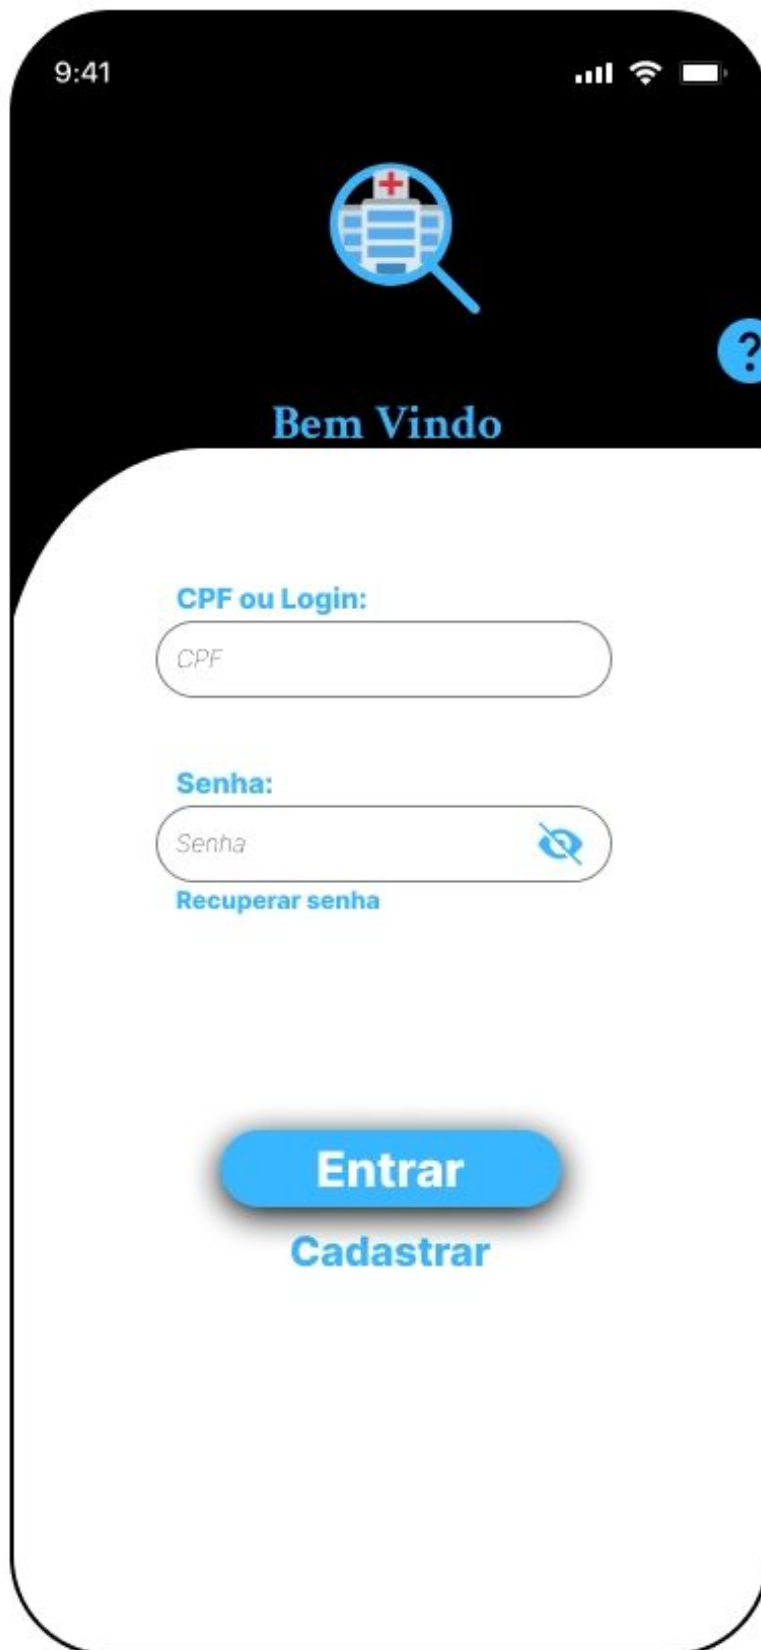 9:41
?
Bem Vindo
CPF ou Login:
CPF
Senha:
Senha
Recuperar senha
Entrar
Cadastrar